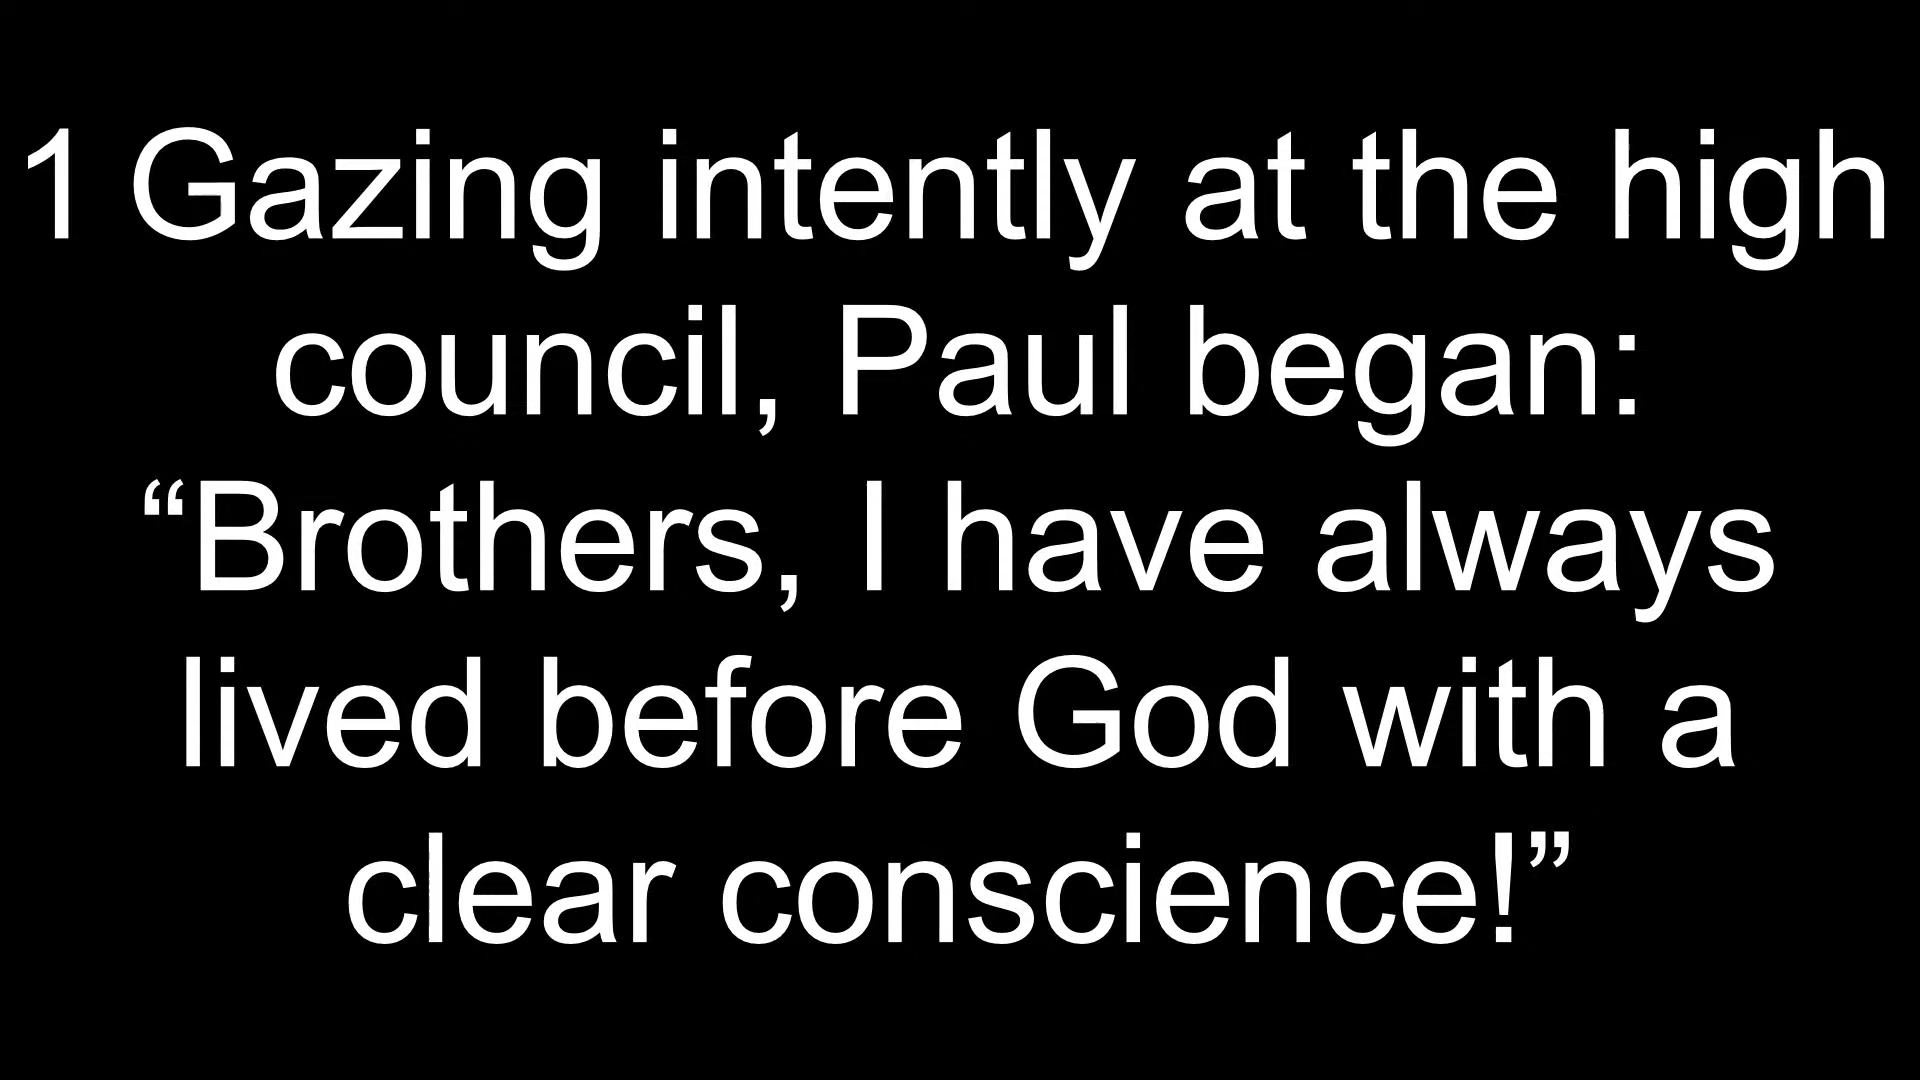 1 Gazing intently at the high
council, Paul began:
“Brothers, I have always
lived before God with a
clear conscience!”